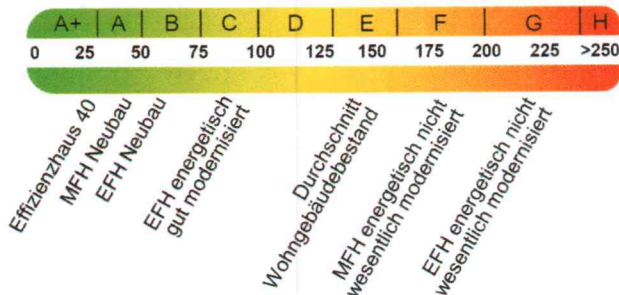 A+ A B C D E F G H
0 25 50 75 100 125 150 175 200 225 >250
Effizienzhaus 40
MFH Neubau
EFH Neubau
EFH energetisch
gut modernisiert
Durchschnitt
Wohngebäudebestand
MFH energetisch nicht
wesentlich modernisiert
EFH energetisch nicht
wesentlich modernisiert